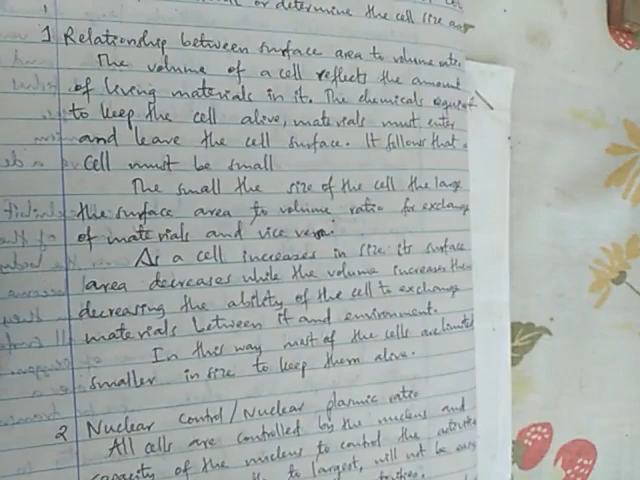 or determine the cell size are
1 Relationship between surface area to volume ratio
The volume of a cell reflects the amount
of living materials in it. The chemicals
to keep the cell alive, materials must enter
and leave the cell surface. It follows that a
cell must be small
The small the size of the cell the large
the surface area to volume ratio for exchange
of materials and vice versa.
As a cell increases in size its surface
area decreases while the volume increases
decreasing the ability of the cell to exchange
materials between it and environment.
In this way most of the cells are limited
smaller in size to keep them alive.
2 Nuclear control/Nuclear plasmic ratio
All cells are controlled by the nucleus and
capacity of the nucleus to control the
to largest, will not be